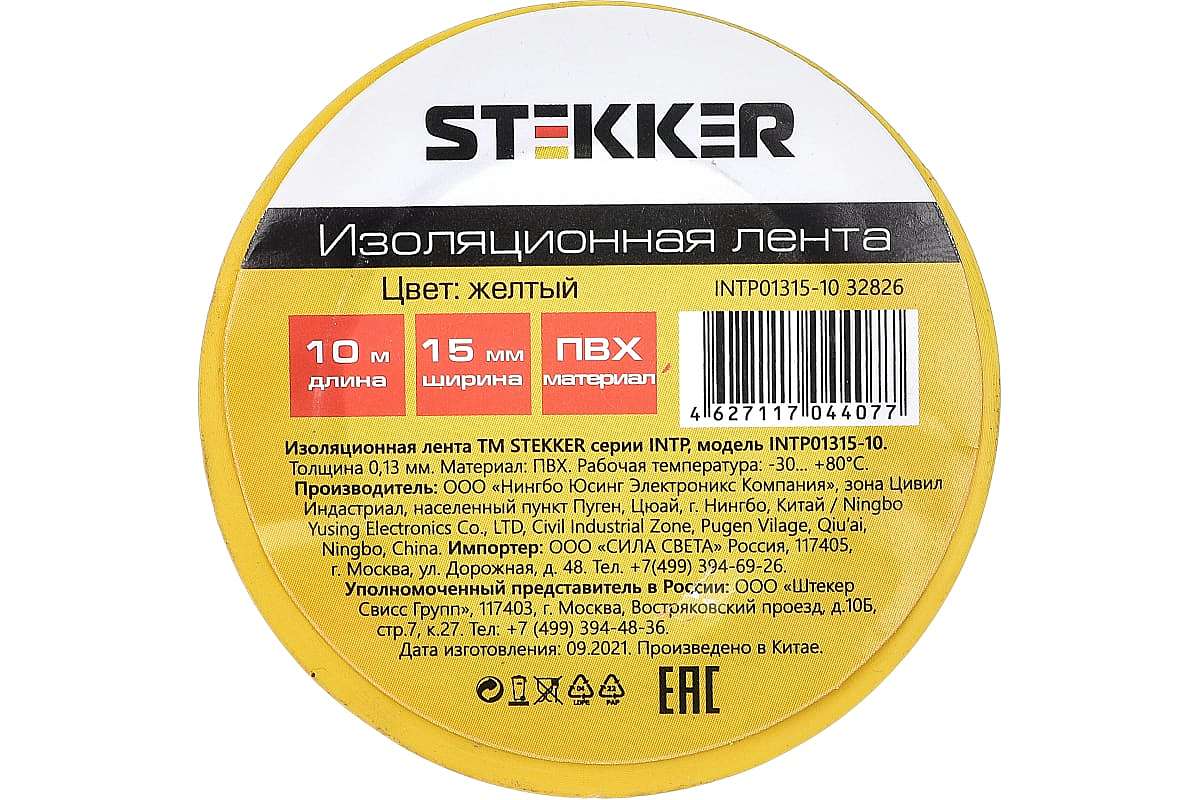 STEKKER
Изоляционная лента
Цвет: желтый
INTP01315-10 32826
10 м
длина
15 мм
ширина
ПВХ
материал
4 627117 044077
Изоляционная лента ТМ STEKKER серии INTP, модель INTP01315-10.
Толщина 0,13 мм. Материал: ПВХ. Рабочая температура: -30... +80°C.
Производитель: ООО «Нингбо Юсинг Электроникс Компания», зона Цивил
Индастриал, населенный пункт Пуген, Цюай, г. Нингбо, Китай / Ningbo
Yusing Electronics Co., LTD, Civil Industrial Zone, Pugen Vilage, Qiu'ai,
Ningbo, China. Импортер: ООО «СИЛА СВЕТА» Россия, 117405,
г. Москва, ул. Дорожная, д. 48. Тел. +7(499) 394-69-26.
Уполномоченный представитель в России: ООО «Штекер
Свисс Групп», 117403, г. Москва, Востряковский проезд, д.10Б,
стр.7, к.27. Тел: +7 (499) 394-48-36.
Дата изготовления: 09.2021. Произведено в Китае.
04 22
LDPE PAP
EAC